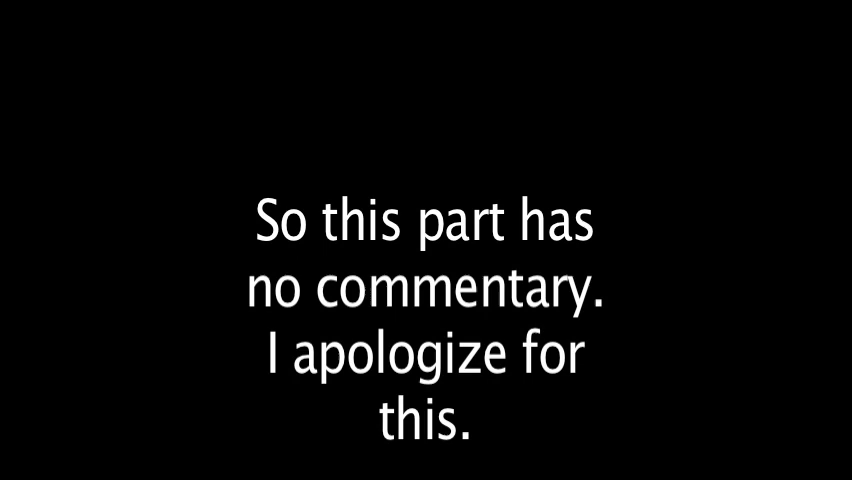 So this part has
no commentary.
I apologize for
this.